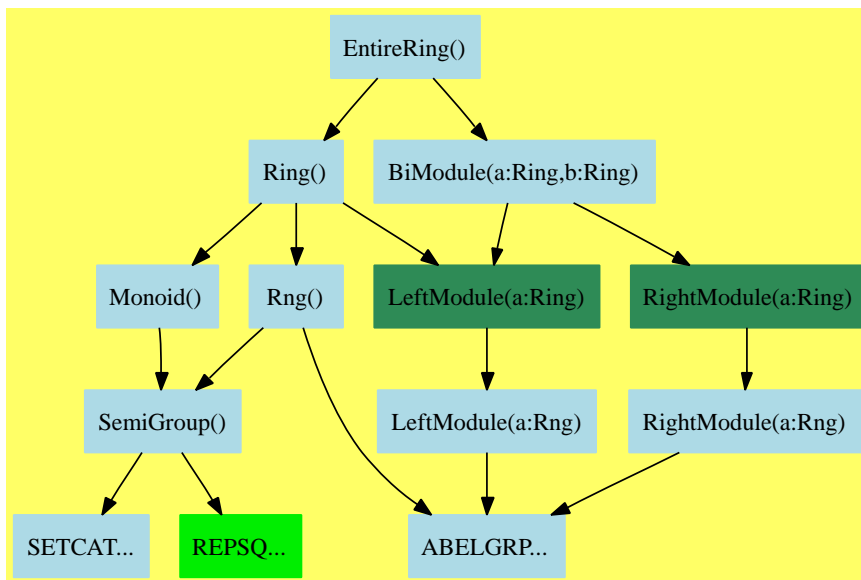 EntireRing()
Ring()
BiModule(a:Ring,b:Ring)
Monoid()
Rng()
LeftModule(a:Ring)
RightModule(a:Ring)
SemiGroup()
LeftModule(a:Rng)
RightModule(a:Rng)
SETCAT...
REPSQ...
ABELGRP...